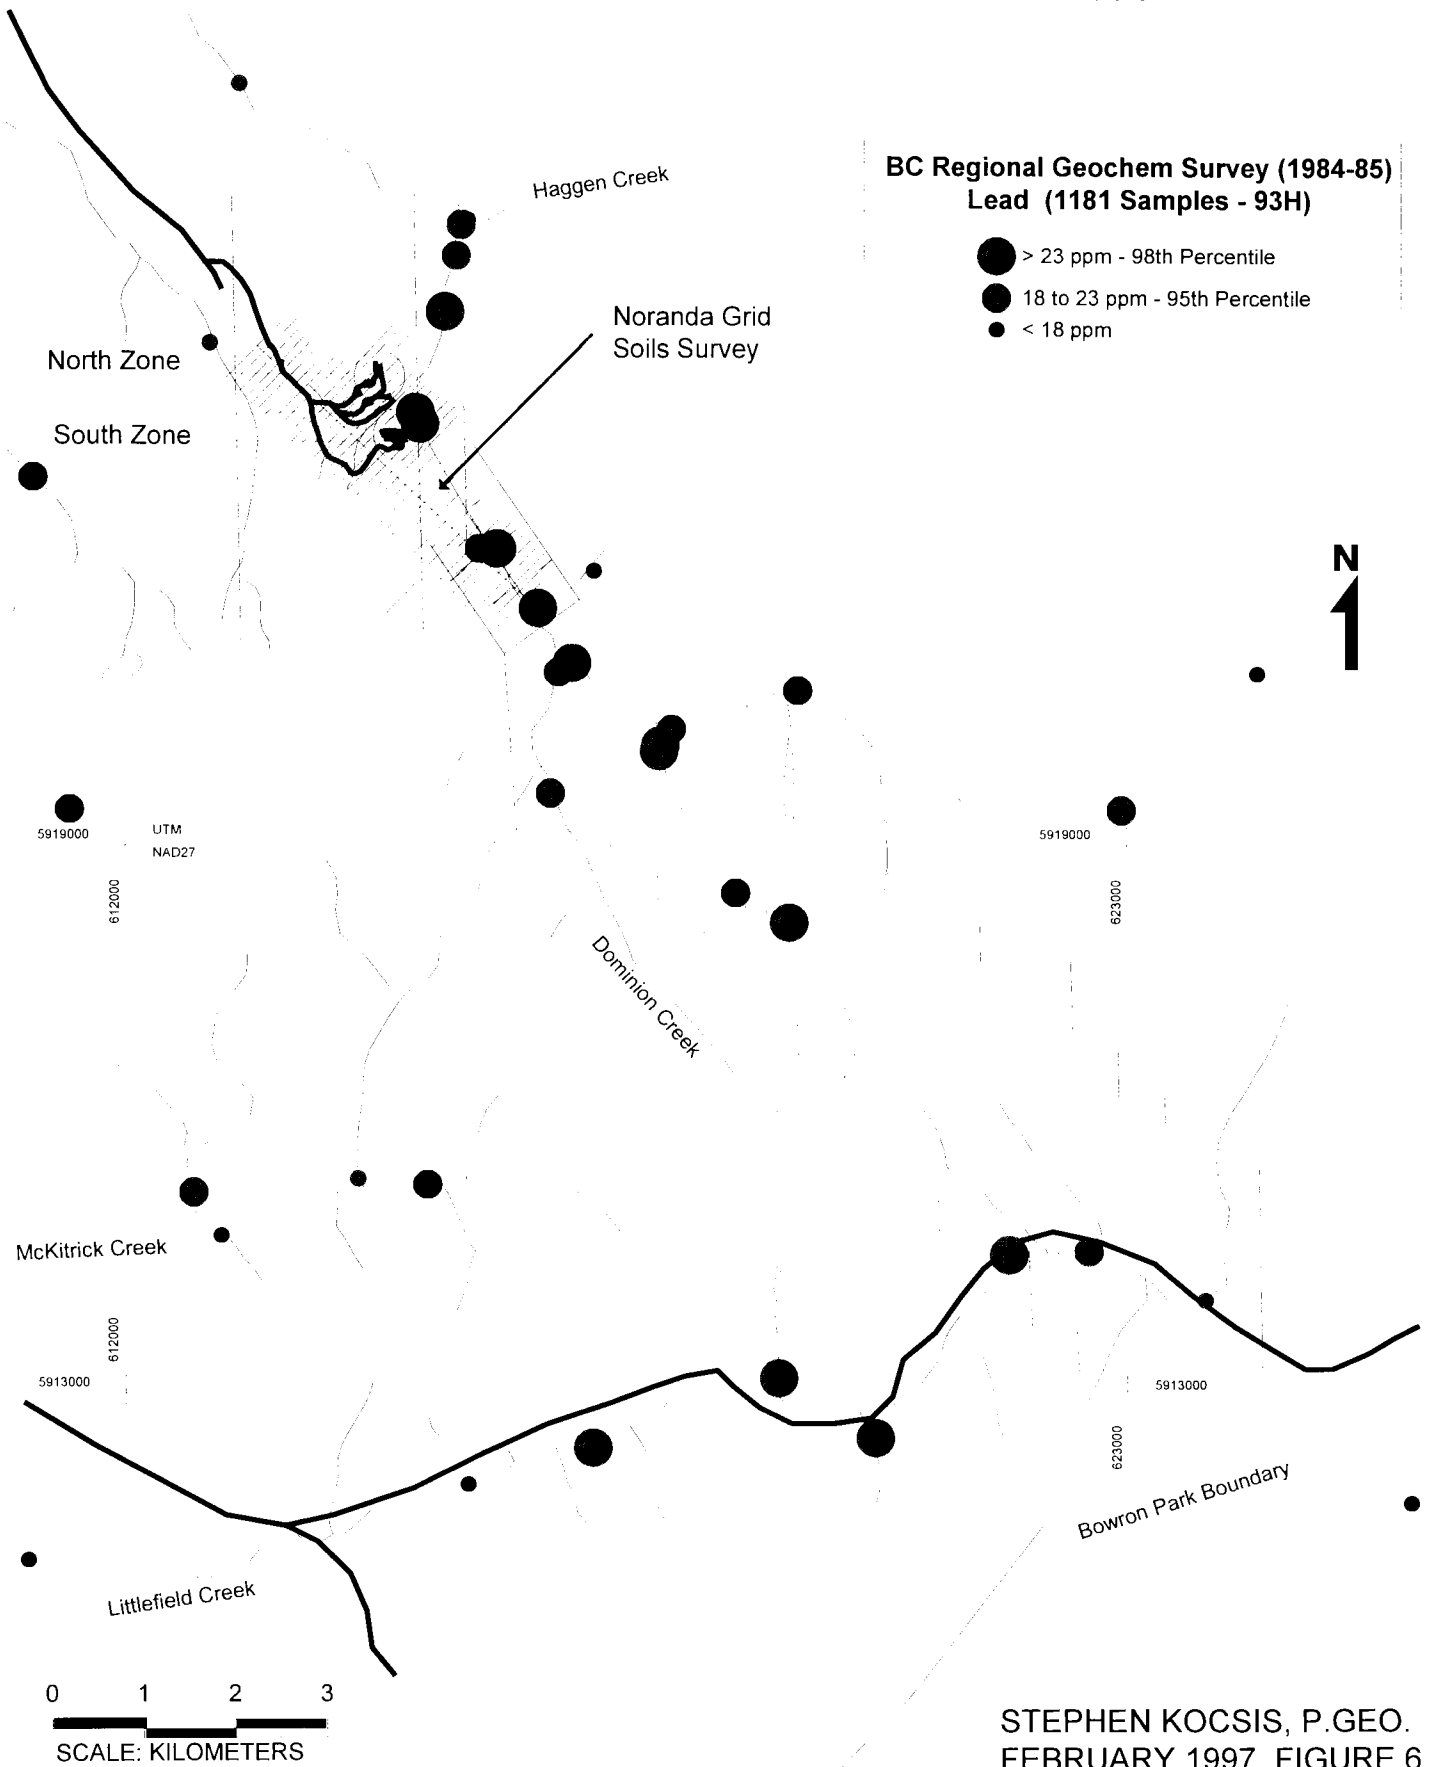 Haggen Creek
BC Regional Geochem Survey (1984-85)
Lead (1181 Samples - 93H)
> 23 ppm - 98th Percentile
18 to 23 ppm - 95th Percentile
< 18 ppm
Noranda Grid
Soils Survey
North Zone
South Zone
N
5919000
UTM
NAD27
612000
5919000
623000
Dominion Creek
McKitrick Creek
612000
5913000
5913000
623000
Bowron Park Boundary
Littlefield Creek
0 1 2 3
SCALE: KILOMETERS
STEPHEN KOCSIS, P.GEO.
FEBRUARY 1997 FIGURE 6